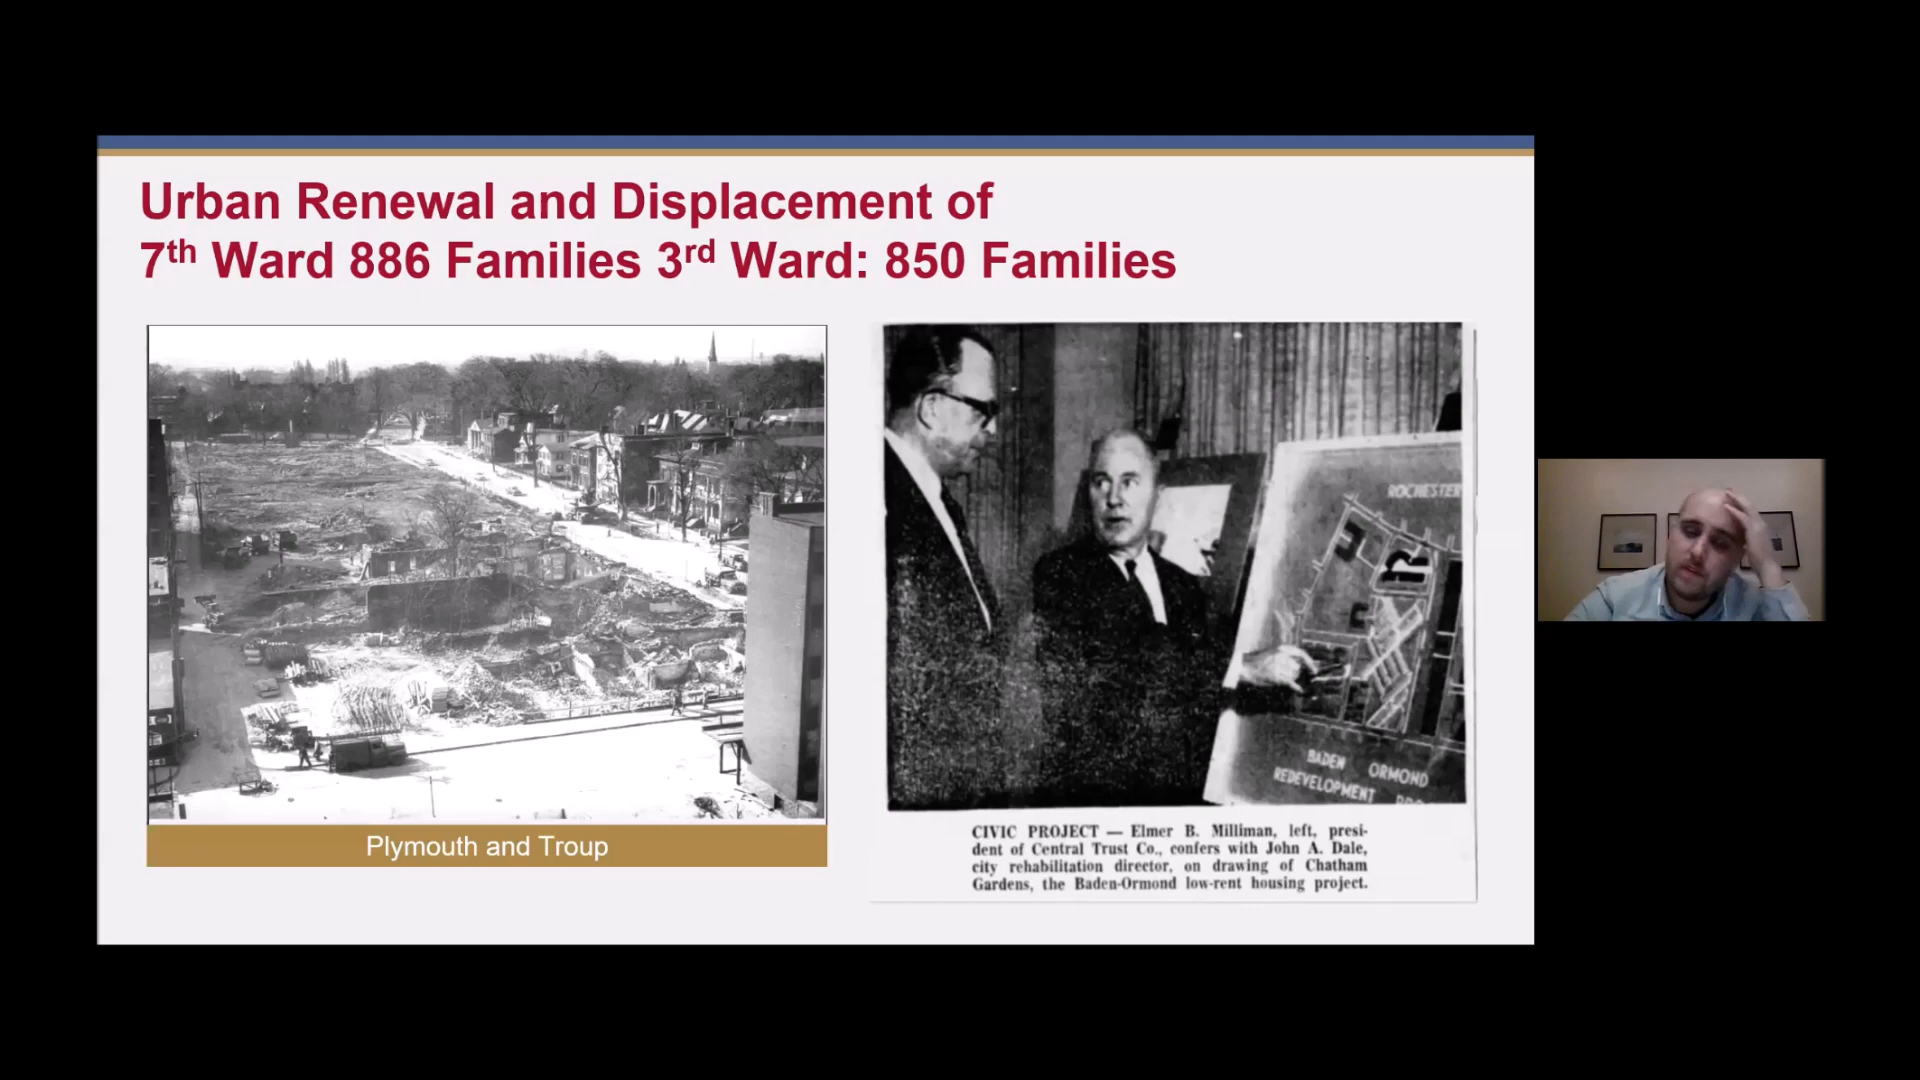 Urban Renewal and Displacement of
7th Ward 886 Families 3rd Ward: 850 Families
ROCHESTER
BADEN ORMOND
REDEVELOPMENT
Plymouth and Troup
CIVIC PROJECT — Elmer B. Milliman, left, presi-
dent of Central Trust Co., confers with John A. Dale,
city rehabilitation director, on drawing of Chatham
Gardens, the Baden-Ormond low-rent housing project.